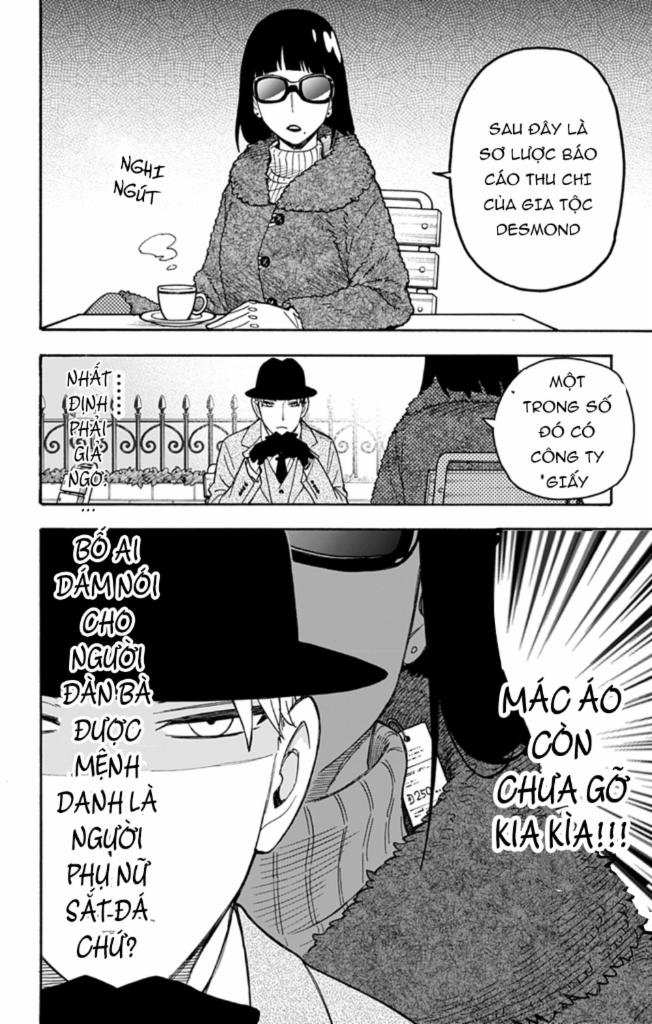 SAU ĐÂY LÀ
SƠ LƯỢC BÁO
CÁO THU CHI
CỦA GIA TỘC
DESMOND
NGHI
NGÚT
MỘT
TRONG SỐ
ĐÓ CÓ
CÔNG TY
"GIẤY
NHẤT
ĐỊNH
PHẢI
GIẢ
NGƠ
...
MÁC ÁO
CÒN
CHƯA GỠ
KIA KÌA!!!
Đ250
BỐ AI
DÁM NÓI
CHO
NGƯỜI
ĐÀN BÀ
ĐƯỢC
MỆNH
DANH LÀ
NGƯỜI
PHỤ NỮ
SẮT ĐÁ
CHỨ?